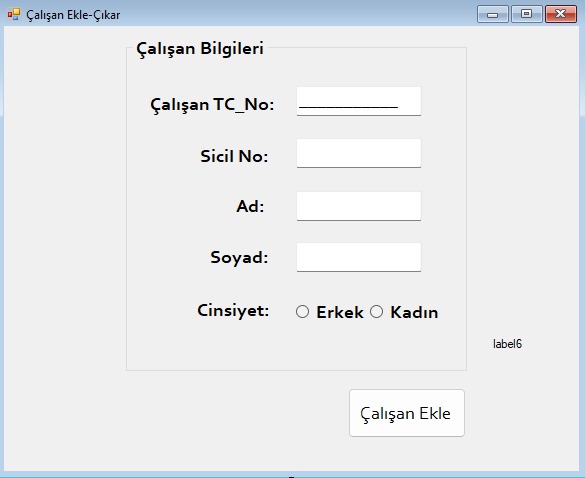 Çalışan Ekle-Çıkar
Çalışan Bilgileri
Çalışan TC_No: ___________
Sicil No:
Ad:
Soyad:
Cinsiyet: Erkek Kadın
label6
Çalışan Ekle